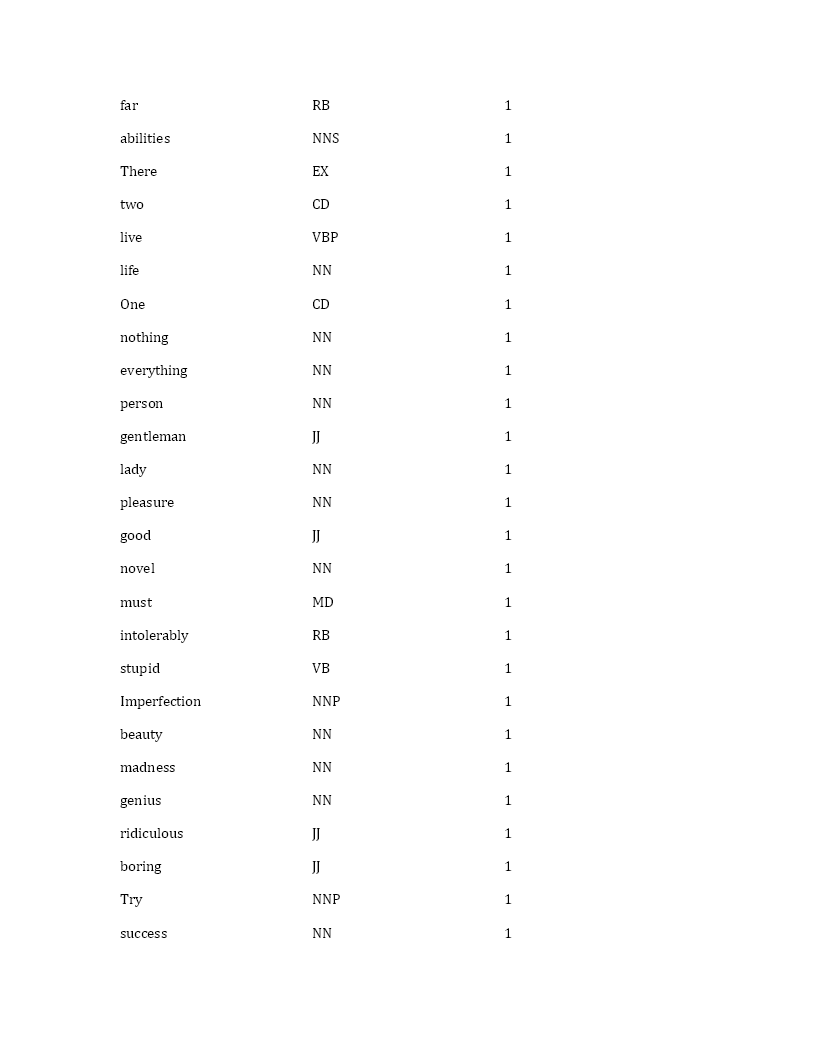 far RB 1
abilities NNS 1
There EX 1
two CD 1
live VBP 1
life NN 1
One CD 1
nothing NN 1
everything NN 1
person NN 1
gentleman JJ 1
lady NN 1
pleasure NN 1
good JJ 1
novel NN 1
must MD 1
intolerably RB 1
stupid VB 1
Imperfection NNP 1
beauty NN 1
madness NN 1
genius NN 1
ridiculous JJ 1
boring JJ 1
Try NNP 1
success NN 1